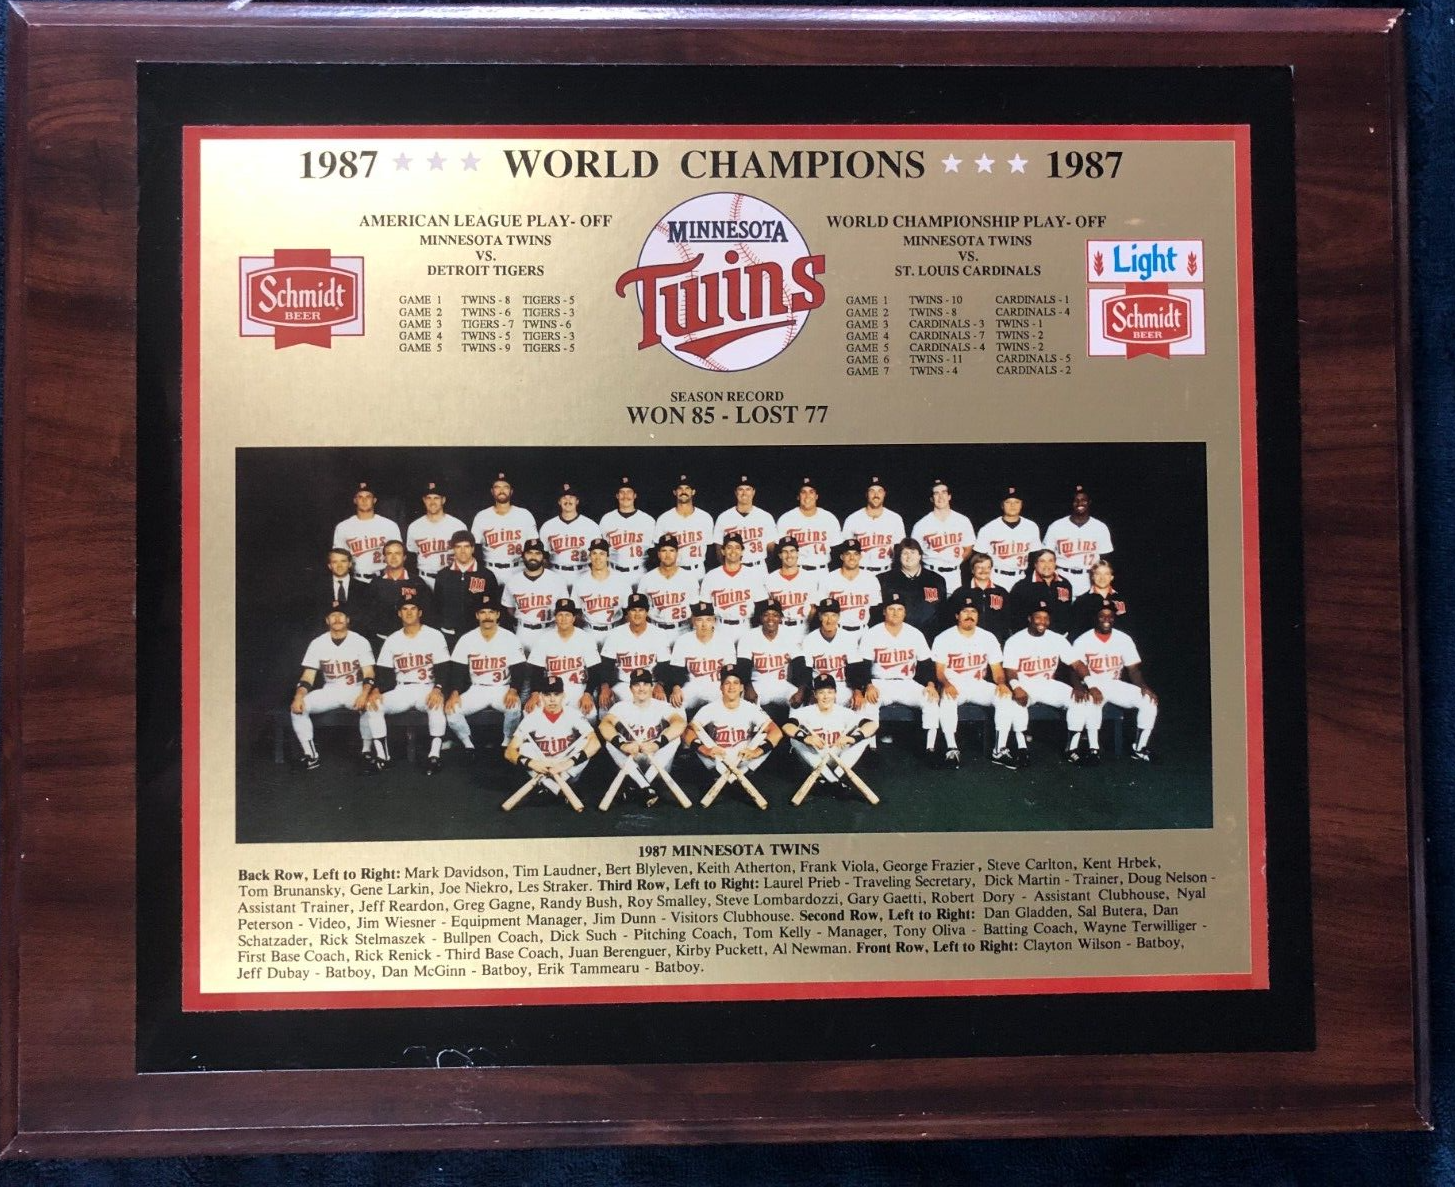 1987 WORLD CHAMPIONS 1987
AMERICAN LEAGUE PLAY- OFF
MINNESOTA TWINS
VS.
DETROIT TIGERS
GAME 1 TWINS - 8 TIGERS - 5
GAME 2 TWINS - 6 TIGERS - 3
GAME 3 TIGERS - 7 TWINS - 6
GAME 4 TWINS - 5 TIGERS - 3
GAME 5 TWINS - 9 TIGERS - 5
Schmidt
BEER
MINNESOTA
Twins
WORLD CHAMPIONSHIP PLAY- OFF
MINNESOTA TWINS
VS.
ST. LOUIS CARDINALS
GAME 1 TWINS - 10 CARDINALS - 1
GAME 2 TWINS - 8 CARDINALS - 4
GAME 3 CARDINALS - 3 TWINS - 1
GAME 4 CARDINALS - 7 TWINS - 2
GAME 5 CARDINALS - 4 TWINS - 2
GAME 6 TWINS - 11 CARDINALS - 5
GAME 7 TWINS - 4 CARDINALS - 2
Light
Schmidt
BEER
SEASON RECORD
WON 85 - LOST 77
1987 MINNESOTA TWINS
Back Row, Left to Right: Mark Davidson, Tim Laudner, Bert Blyleven, Keith Atherton, Frank Viola, George Frazier, Steve Carlton, Kent Hrbek,
Tom Brunansky, Gene Larkin, Joe Niekro, Les Straker. Third Row, Left to Right: Laurel Prieb - Traveling Secretary, Dick Martin - Trainer, Doug Nelson -
Assistant Trainer, Jeff Reardon, Greg Gagne, Randy Bush, Roy Smalley, Steve Lombardozzi, Gary Gaetti, Robert Dory - Assistant Clubhouse, Nyal
Peterson - Video, Jim Wiesner - Equipment Manager, Jim Dunn - Visitors Clubhouse. Second Row, Left to Right: Dan Gladden, Sal Butera, Dan
Schatzader, Rick Stelmaszek - Bullpen Coach, Dick Such - Pitching Coach, Tom Kelly - Manager, Tony Oliva - Batting Coach, Wayne Terwilliger -
First Base Coach, Rick Renick - Third Base Coach, Juan Berenguer, Kirby Puckett, Al Newman. Front Row, Left to Right: Clayton Wilson - Batboy,
Jeff Dubay - Batboy, Dan McGinn - Batboy, Erik Tammearu - Batboy.